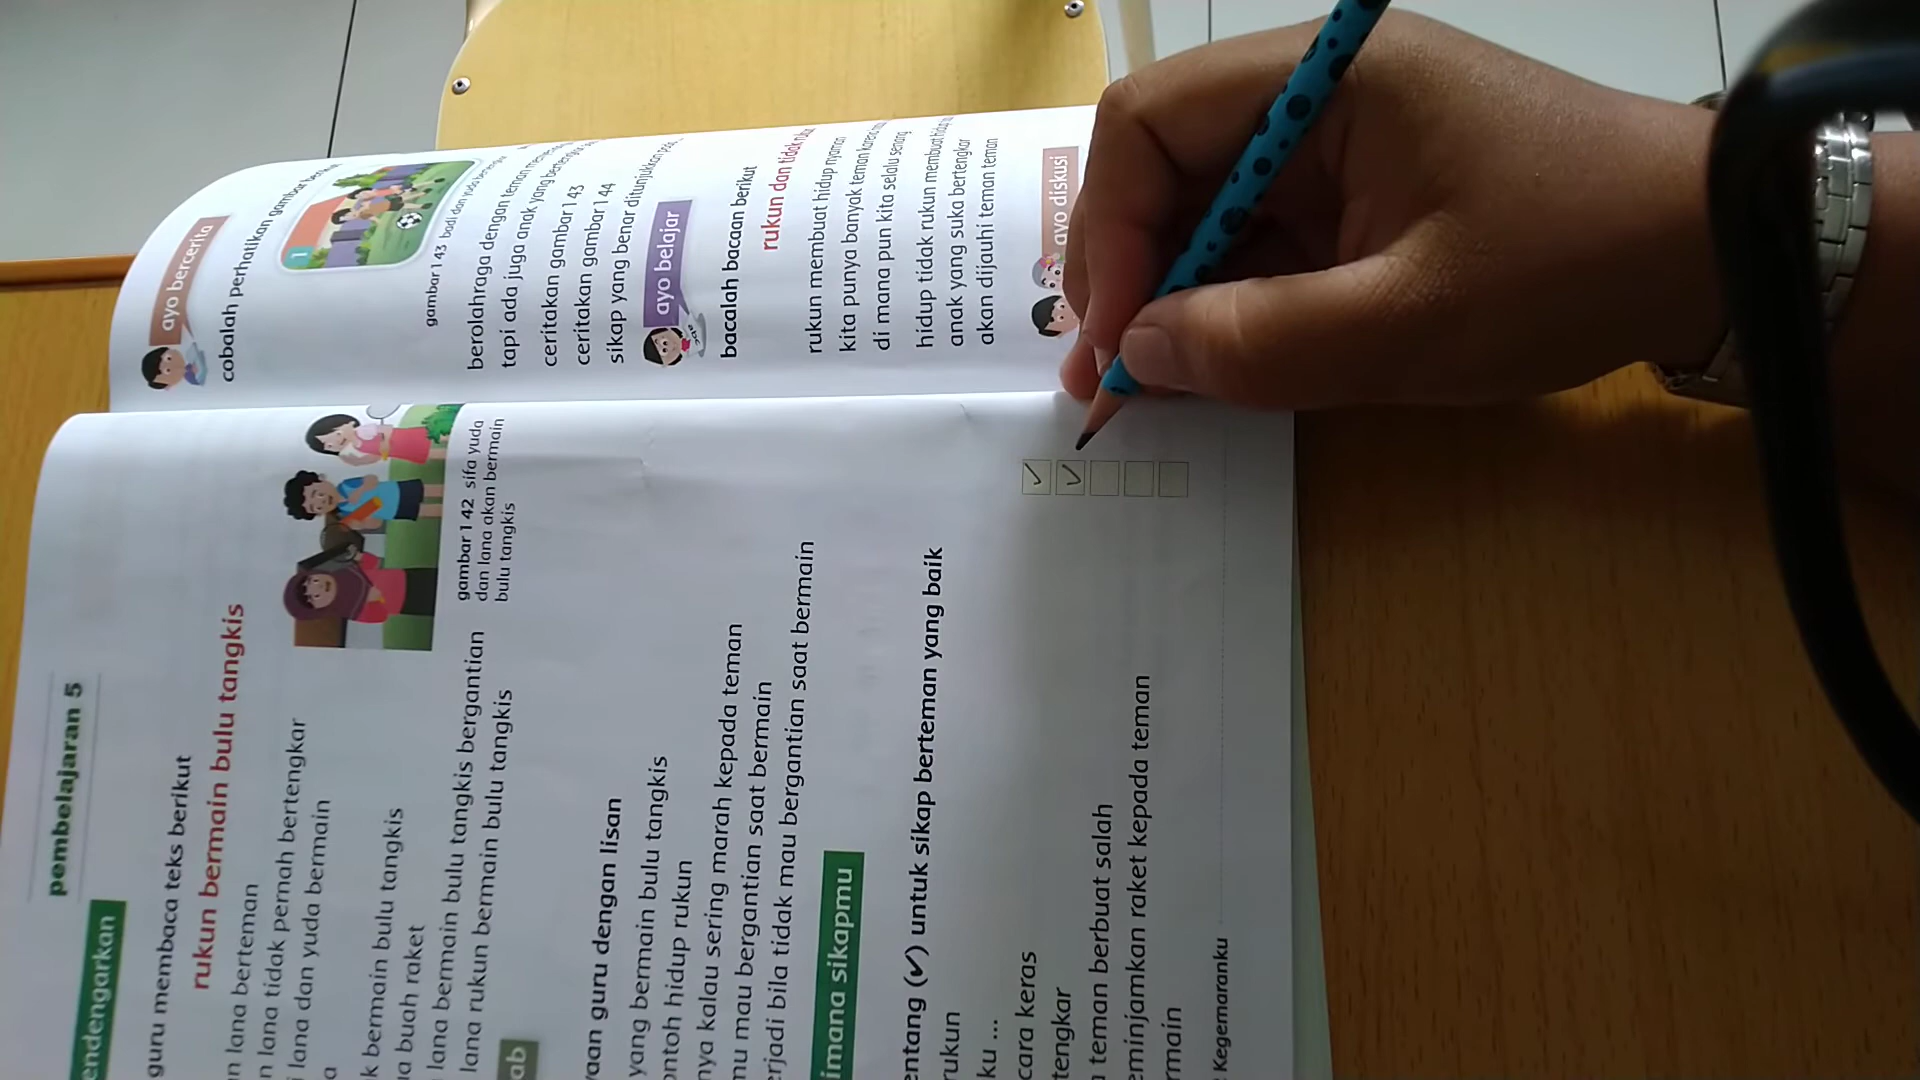 pembelajaran 5
endengarkan
guru membaca teks berikut
rukun bermain bulu tangkis
n lana berteman
n lana tidak pernah bertengkar
i lana dan yuda bermain
a
k bermain bulu tangkis
a buah raket
lana bermain bulu tangkis bergantian
lana rukun bermain bulu tangkis
gambar 1 42 sifa yuda
dan lana akan bermain
bulu tangkis
ab
yaan guru dengan lisan
yang bermain bulu tangkis
ontoh hidup rukun
nya kalau sering marah kepada teman
mu mau bergantian saat bermain
erjadi bila tidak mau bergantian saat bermain
imana sikapmu
entang (✓) untuk sikap berteman yang baik
rukun
ku ...
cara keras ✓
tengkar ✓
teman berbuat salah
eminjamkan raket kepada teman
rmain
Kegemaranku
ayo bercerita
cobalah perhatikan gambar
1
gambar 1 43 badi dan yuda
berolahraga dengan teman
tapi ada juga anak yang
ceritakan gambar 1 43
ceritakan gambar 1 44
sikap yang benar ditunjukkan
ayo belajar
bacalah bacaan berikut
rukun dan tidak
rukun membuat hidup nyaman
kita punya banyak teman
di mana pun kita selalu senang
hidup tidak rukun membuat
anak yang suka bertengkar
akan dijauhi teman teman
ayo diskusi